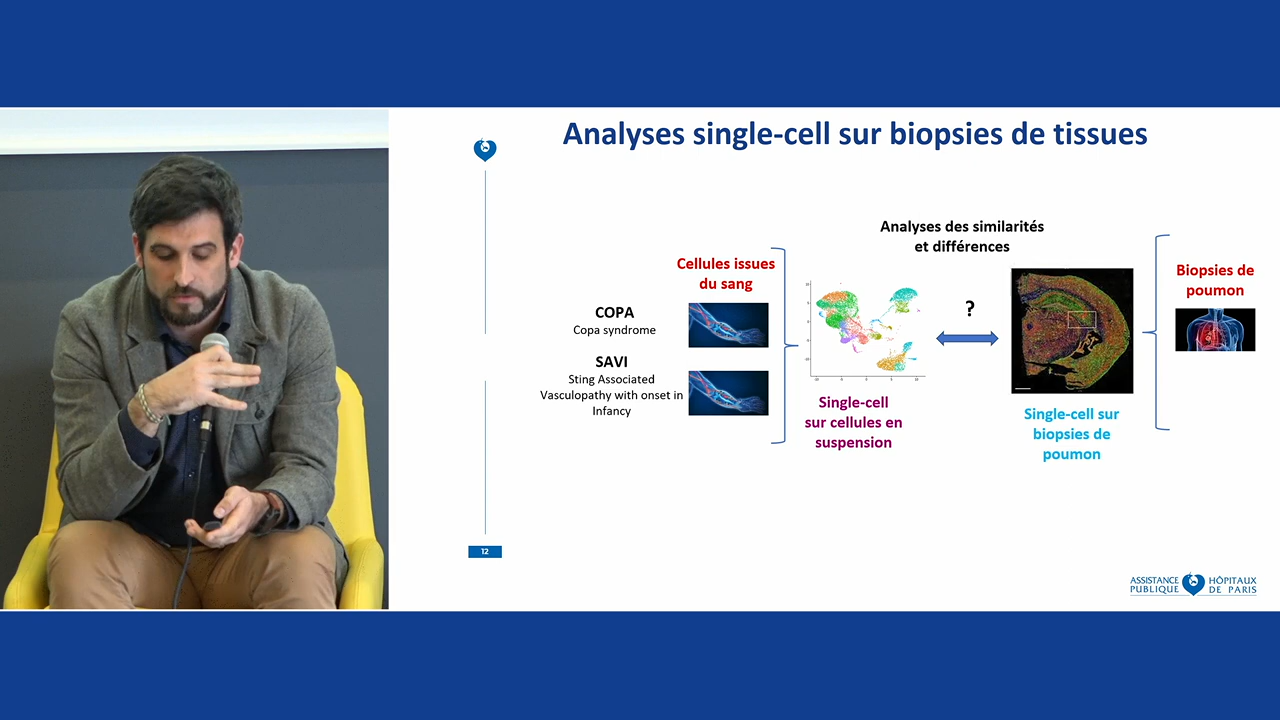 Analyses single-cell sur biopsies de tissues
Analyses des similarités
et différences
Cellules issues
du sang
COPA
Copa syndrome
SAVI
Sting Associated
Vasculopathy with onset in
Infancy
?
Single-cell
sur cellules en
suspension
Single-cell sur
biopsies de
poumon
Biopsies de
poumon
12
ASSISTANCE HÔPITAUX
PUBLIQUE DE PARIS